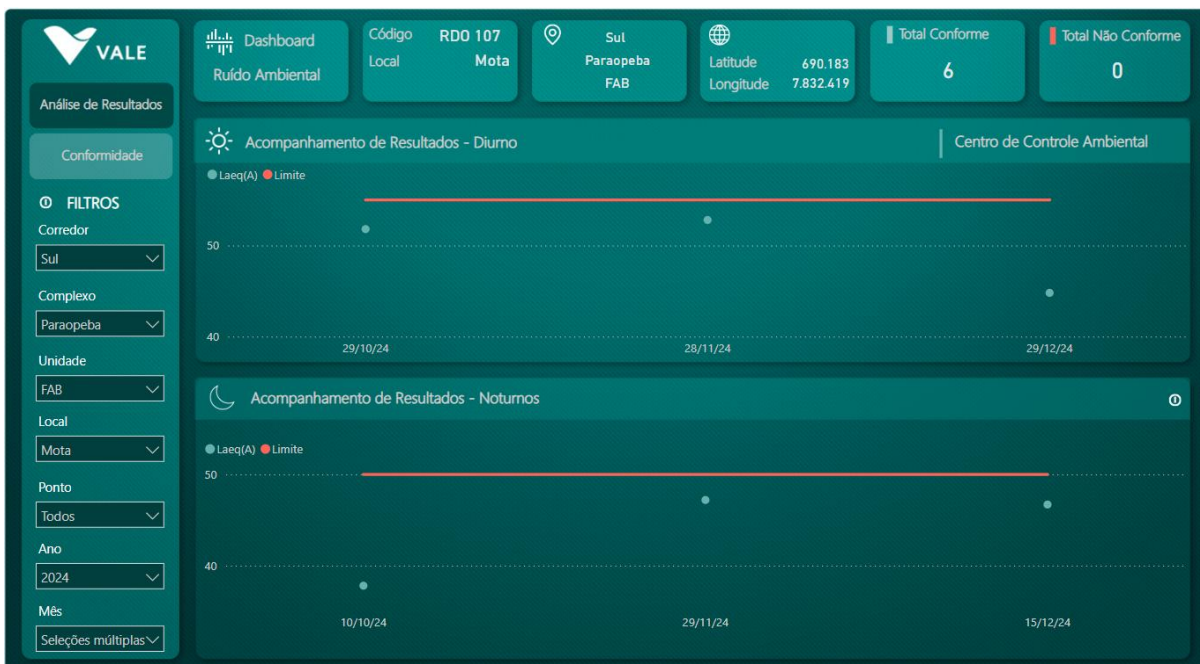 VALE
Análise de Resultados
Conformidade
FILTROS
Corredor
Sul
Complexo
Paraopeba
Unidade
FAB
Local
Mota
Ponto
Todos
Ano
2024
Mês
Seleções múltiplas
Dashboard
Ruído Ambiental
Código RDO 107
Local Mota
Sul
Paraopeba
FAB
Latitude 690.183
Longitude 7.832.419
Total Conforme
6
Total Não Conforme
0
Acompanhamento de Resultados - Diurno
Centro de Controle Ambiental
Laeq(A) Limite
50
40
29/10/24 28/11/24 29/12/24
Acompanhamento de Resultados - Noturnos
Laeq(A) Limite
50
40
10/10/24 29/11/24 15/12/24